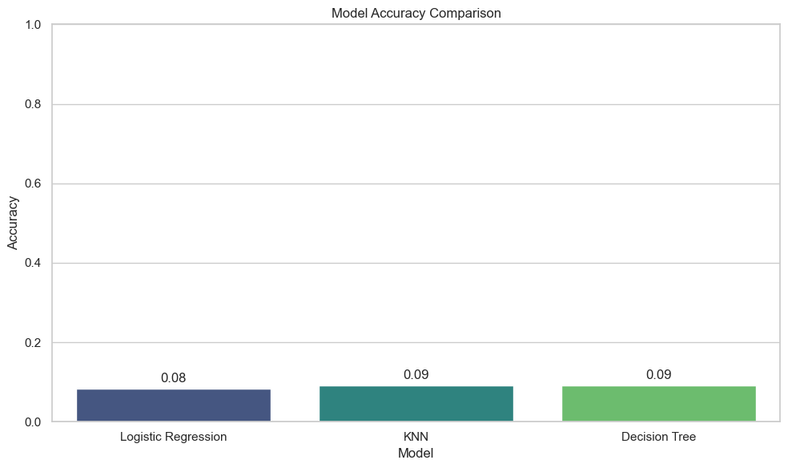 Model Accuracy Comparison
1.0
0.8
0.6
0.4
0.2
0.0
Accuracy
0.08
0.09
0.09
Logistic Regression
KNN
Decision Tree
Model